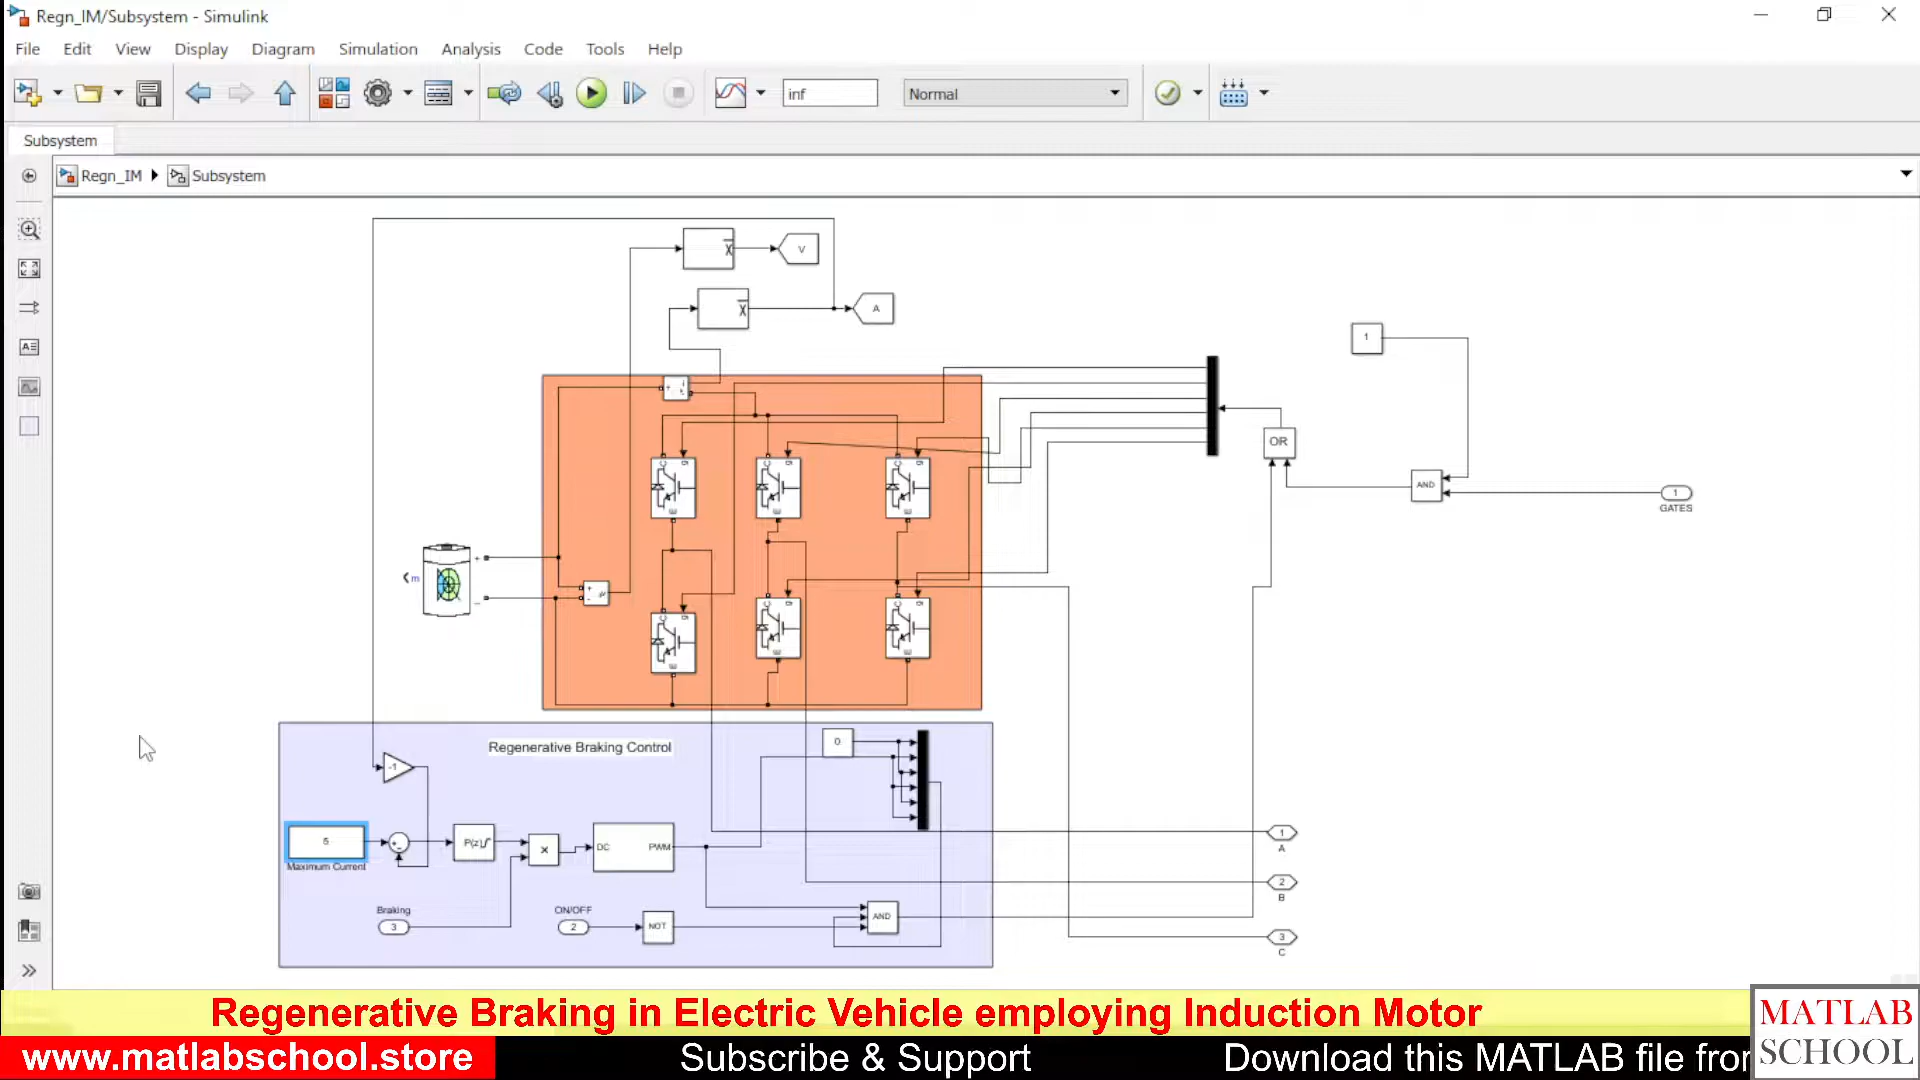 Regn_IM/Subsystem - Simulink
File Edit View Display Diagram Simulation Analysis Code Tools Help
inf
Normal
Subsystem
Regn_IM Subsystem
V
A
1
OR
AND
1
GATES
m
+
Regenerative Braking Control
0
-1
5
Maximum Current
P(z)
×
DC PWM
Braking
3
ON/OFF
2
NOT
AND
1
A
2
B
3
C
Regenerative Braking in Electric Vehicle employing Induction Motor
www.matlabschool.store
Subscribe & Support
Download this MATLAB file from
MATLAB
SCHOOL